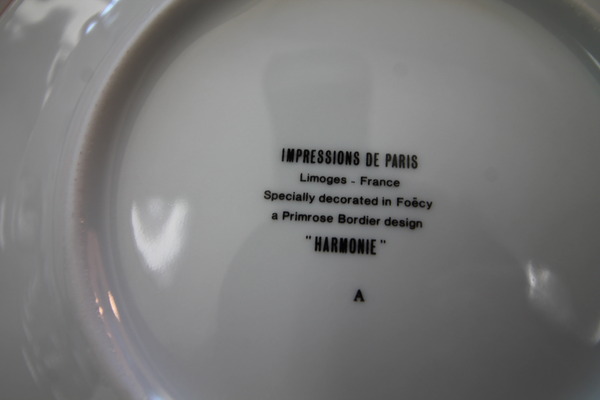 IMPRESSIONS DE PARIS
Limoges - France
Specially decorated in Foëcy
a Primrose Bordier design
"HARMONIE"
A